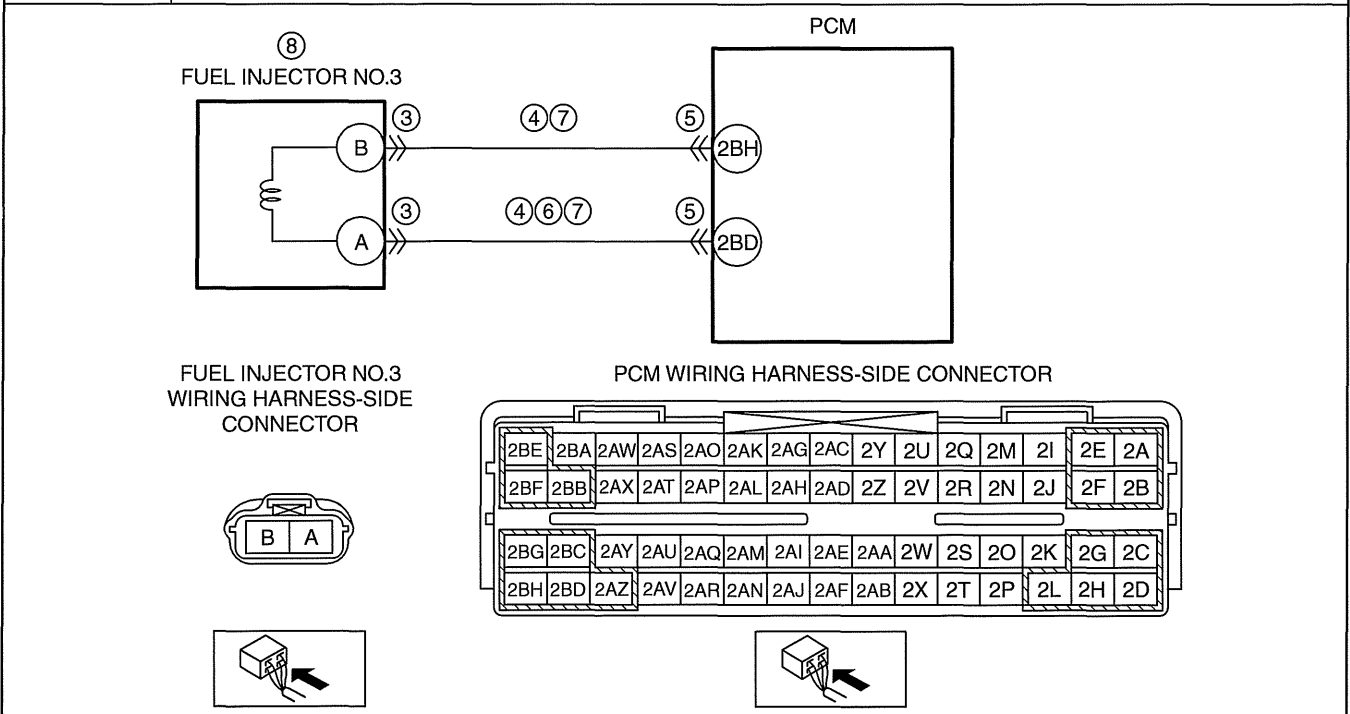 PCM
⑧
FUEL INJECTOR NO.3
③ ④⑦ ⑤
B 2BH
③ ④⑥⑦ ⑤
A 2BD
FUEL INJECTOR NO.3
WIRING HARNESS-SIDE
CONNECTOR
B A
PCM WIRING HARNESS-SIDE CONNECTOR
2BE 2BA 2AW 2AS 2AO 2AK 2AG 2AC 2Y 2U 2Q 2M 2I 2E 2A
2BF 2BB 2AX 2AT 2AP 2AL 2AH 2AD 2Z 2V 2R 2N 2J 2F 2B
2BG 2BC 2AY 2AU 2AQ 2AM 2AI 2AE 2AA 2W 2S 2O 2K 2G 2C
2BH 2BD 2AZ 2AV 2AR 2AN 2AJ 2AF 2AB 2X 2T 2P 2L 2H 2D